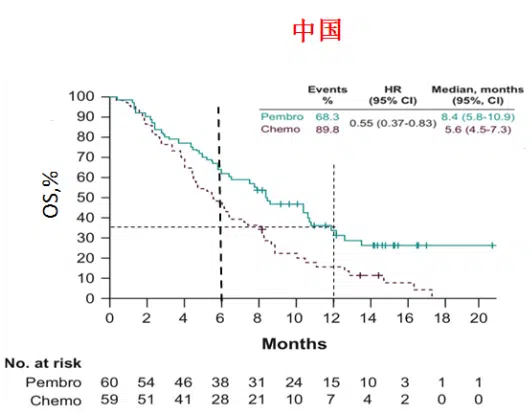 中国
Events HR Median, months
% (95% CI) (95%, CI)
Pembro 68.3 0.55 (0.37-0.83) 8.4 (5.8-10.9)
Chemo 89.8 5.6 (4.5-7.3)
OS,%
100
90
80
70
60
50
40
30
20
10
0
0 2 4 6 8 10 12 14 16 18 20
Months
No. at risk
Pembro 60 54 46 38 31 24 15 10 3 1 1
Chemo 59 51 41 28 21 10 7 4 2 0 0